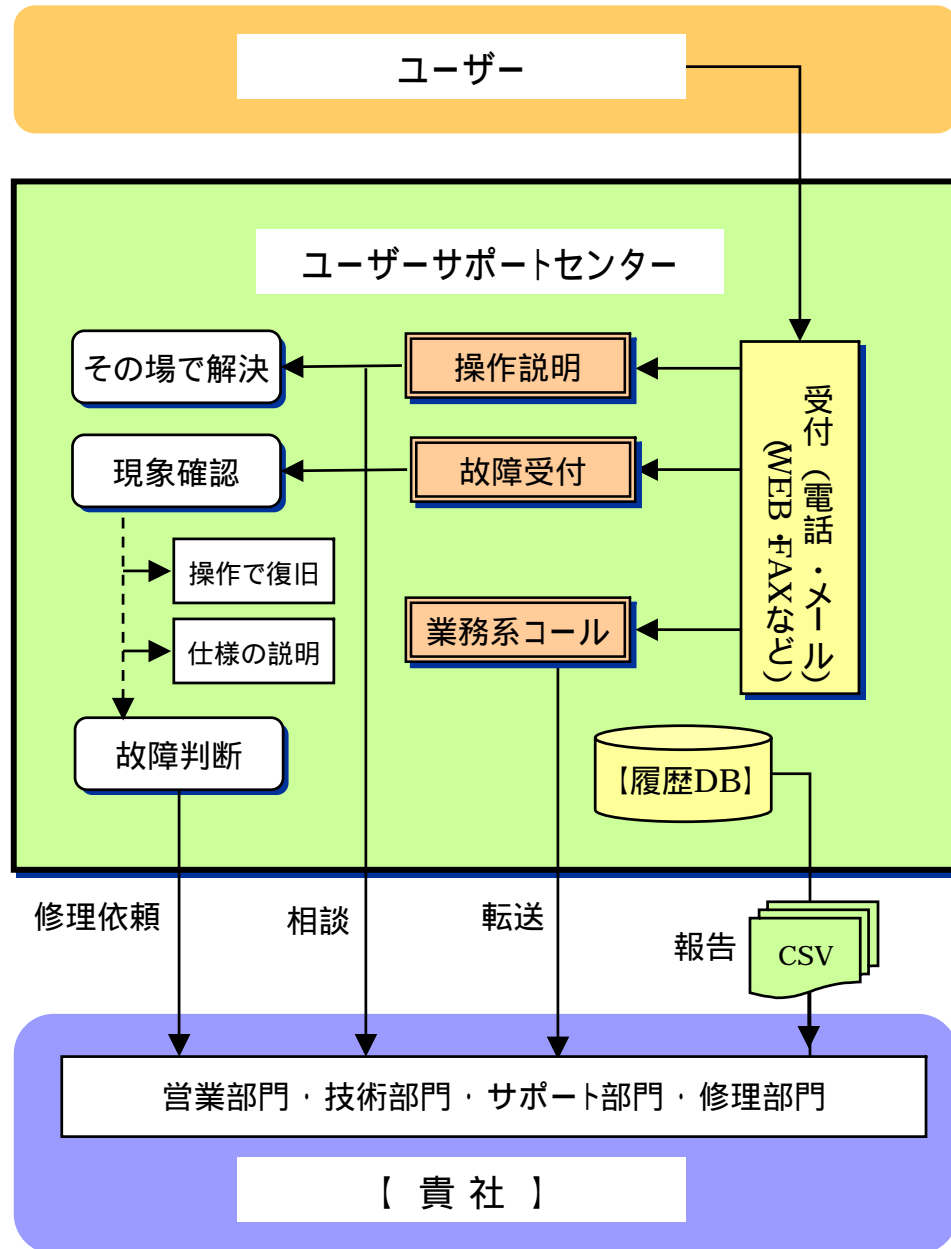 ユーザー
ユーザーサポートセンター
その場で解決
操作説明
受付（電話・メール）
（WEB・FAXなど）
現象確認
故障受付
操作で復旧
仕様の説明
業務系コール
故障判断
【履歴DB】
修理依頼
相談
転送
報告
CSV
営業部門・技術部門・サポート部門・修理部門
【 貴 社 】